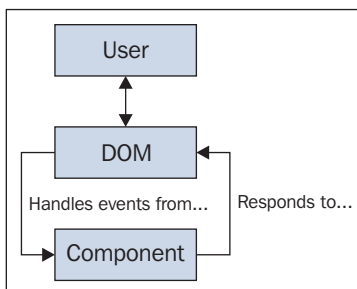 User
DOM
Handles events from...
Responds to...
Component